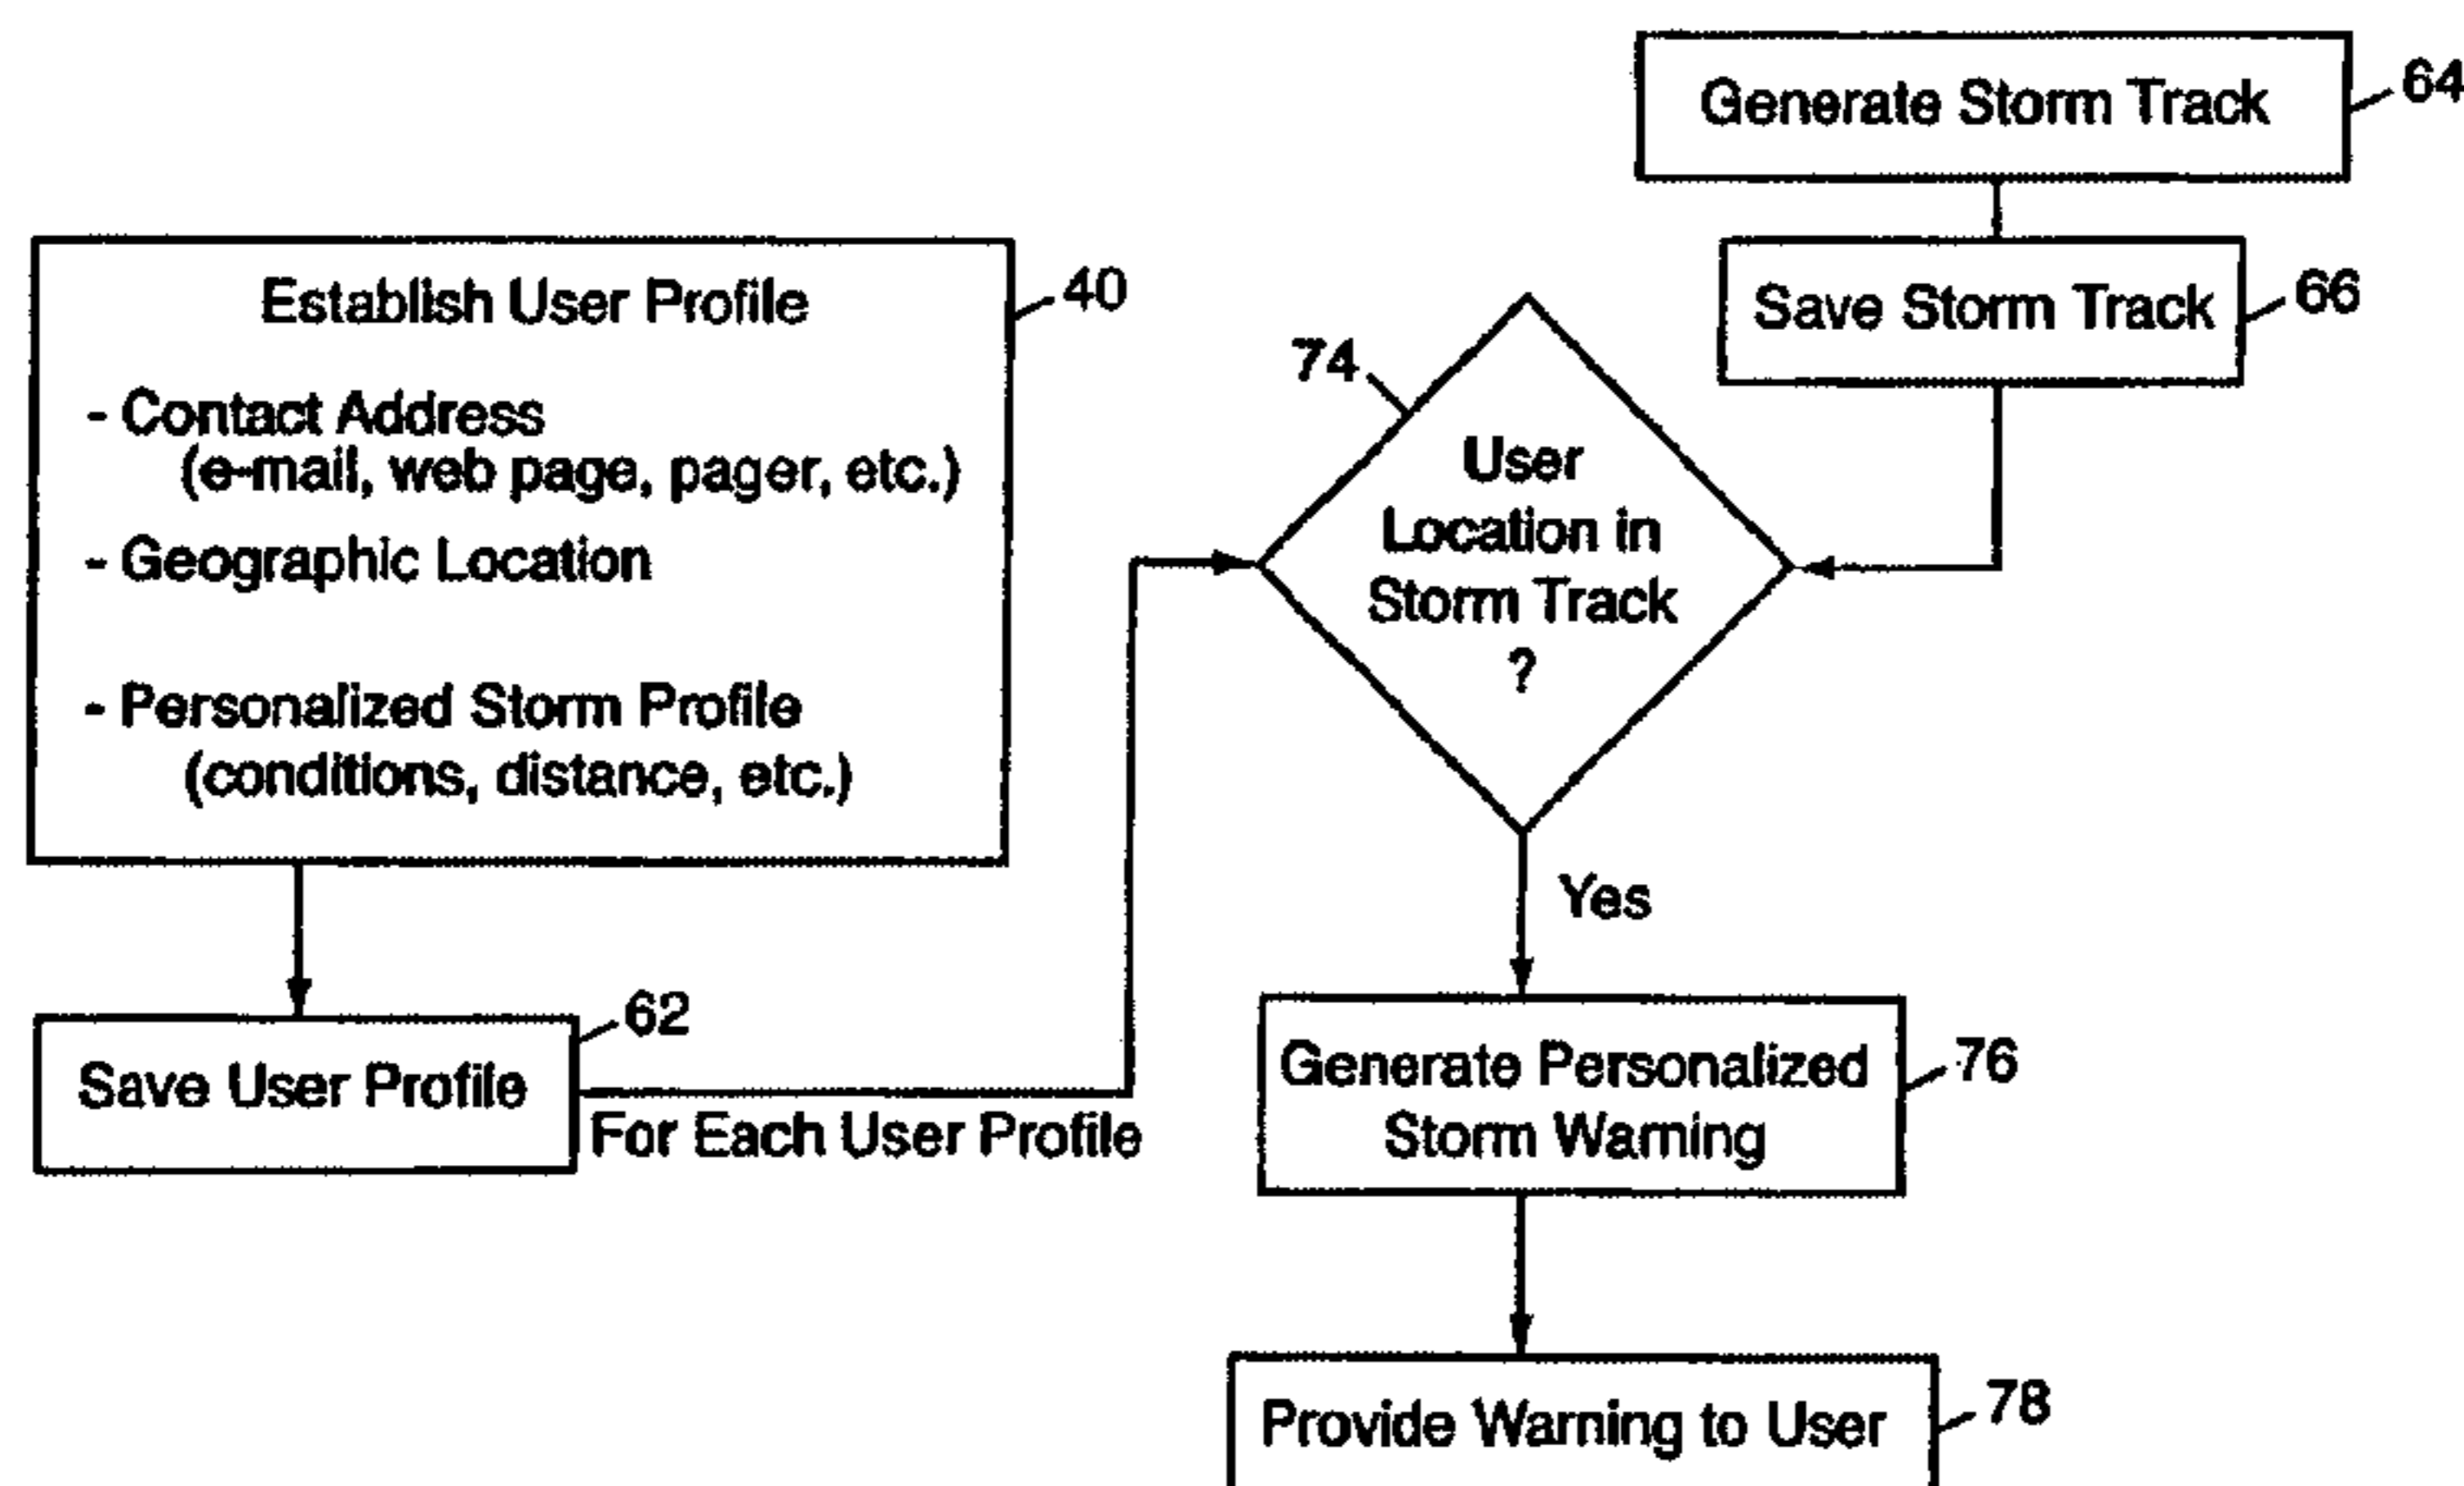 Generate Storm Track
64
Save Storm Track
66
Establish User Profile
40
- Contact Address
(e-mail, web page, pager, etc.)
- Geographic Location
- Personalized Storm Profile
(conditions, distance, etc.)
74
User
Location in
Storm Track
?
Yes
Save User Profile
62
For Each User Profile
Generate Personalized
Storm Warning
76
Provide Warning to User
78